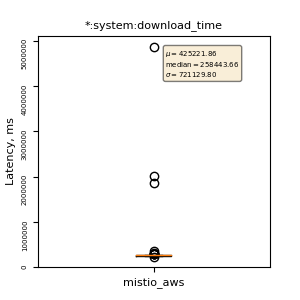 *:system:download_time
μ = 425221.86
median = 258443.66
σ = 721129.80
Latency, ms
5000000
4000000
3000000
2000000
1000000
0
mistio_aws